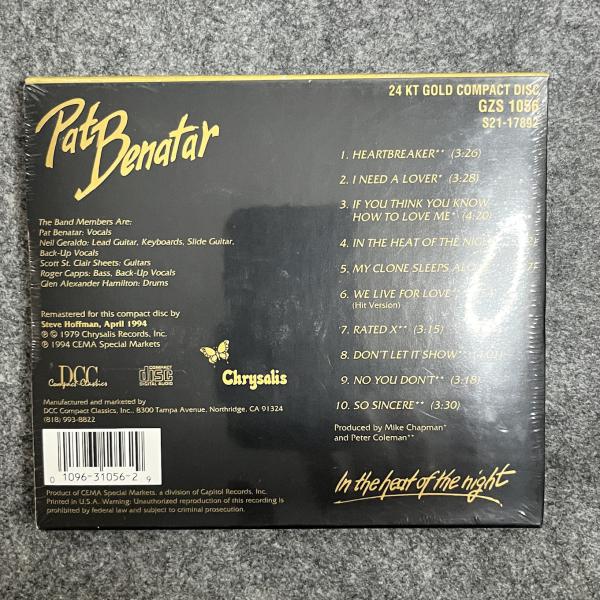 Pat Benatar
24 KT GOLD COMPACT DISC
GZS 1056
S21-17892
The Band Members Are:
Pat Benatar: Vocals
Neil Geraldo: Lead Guitar, Keyboards, Slide Guitar,
Back-Up Vocals
Scott St. Clair Sheets: Guitars
Roger Capps: Bass, Back-Up Vocals
Glen Alexander Hamilton: Drums
Remastered for this compact disc by
Steve Hoffman, April 1994
℗ © 1979 Chrysalis Records, Inc.
℗ 1994 CEMA Special Markets
DCC
Compact Classics
COMPACT
disc
DIGITAL AUDIO
Chrysalis
Manufactured and marketed by
DCC Compact Classics, Inc., 8300 Tampa Avenue, Northridge, CA 91324
(818) 993-8822
0 1096-31056-2 9
Product of CEMA Special Markets, a division of Capitol Records, Inc.
Printed in U.S.A. Warning: Unauthorized reproduction of this recording is
prohibited by federal law and subject to criminal prosecution.
1. HEARTBREAKER** (3:26)
2. I NEED A LOVER* (3:28)
3. IF YOU THINK YOU KNOW
HOW TO LOVE ME* (4:20)
4. IN THE HEAT OF THE
5. MY CLONE SLEEPS
6. WE LIVE FOR LOVE**
(Hit Version)
7. RATED X** (3:15)
8. DON'T LET IT SHOW** (4:01)
9. NO YOU DON'T** (3:18)
10. SO SINCERE** (3:30)
Produced by Mike Chapman*
and Peter Coleman**
In the heat of the night